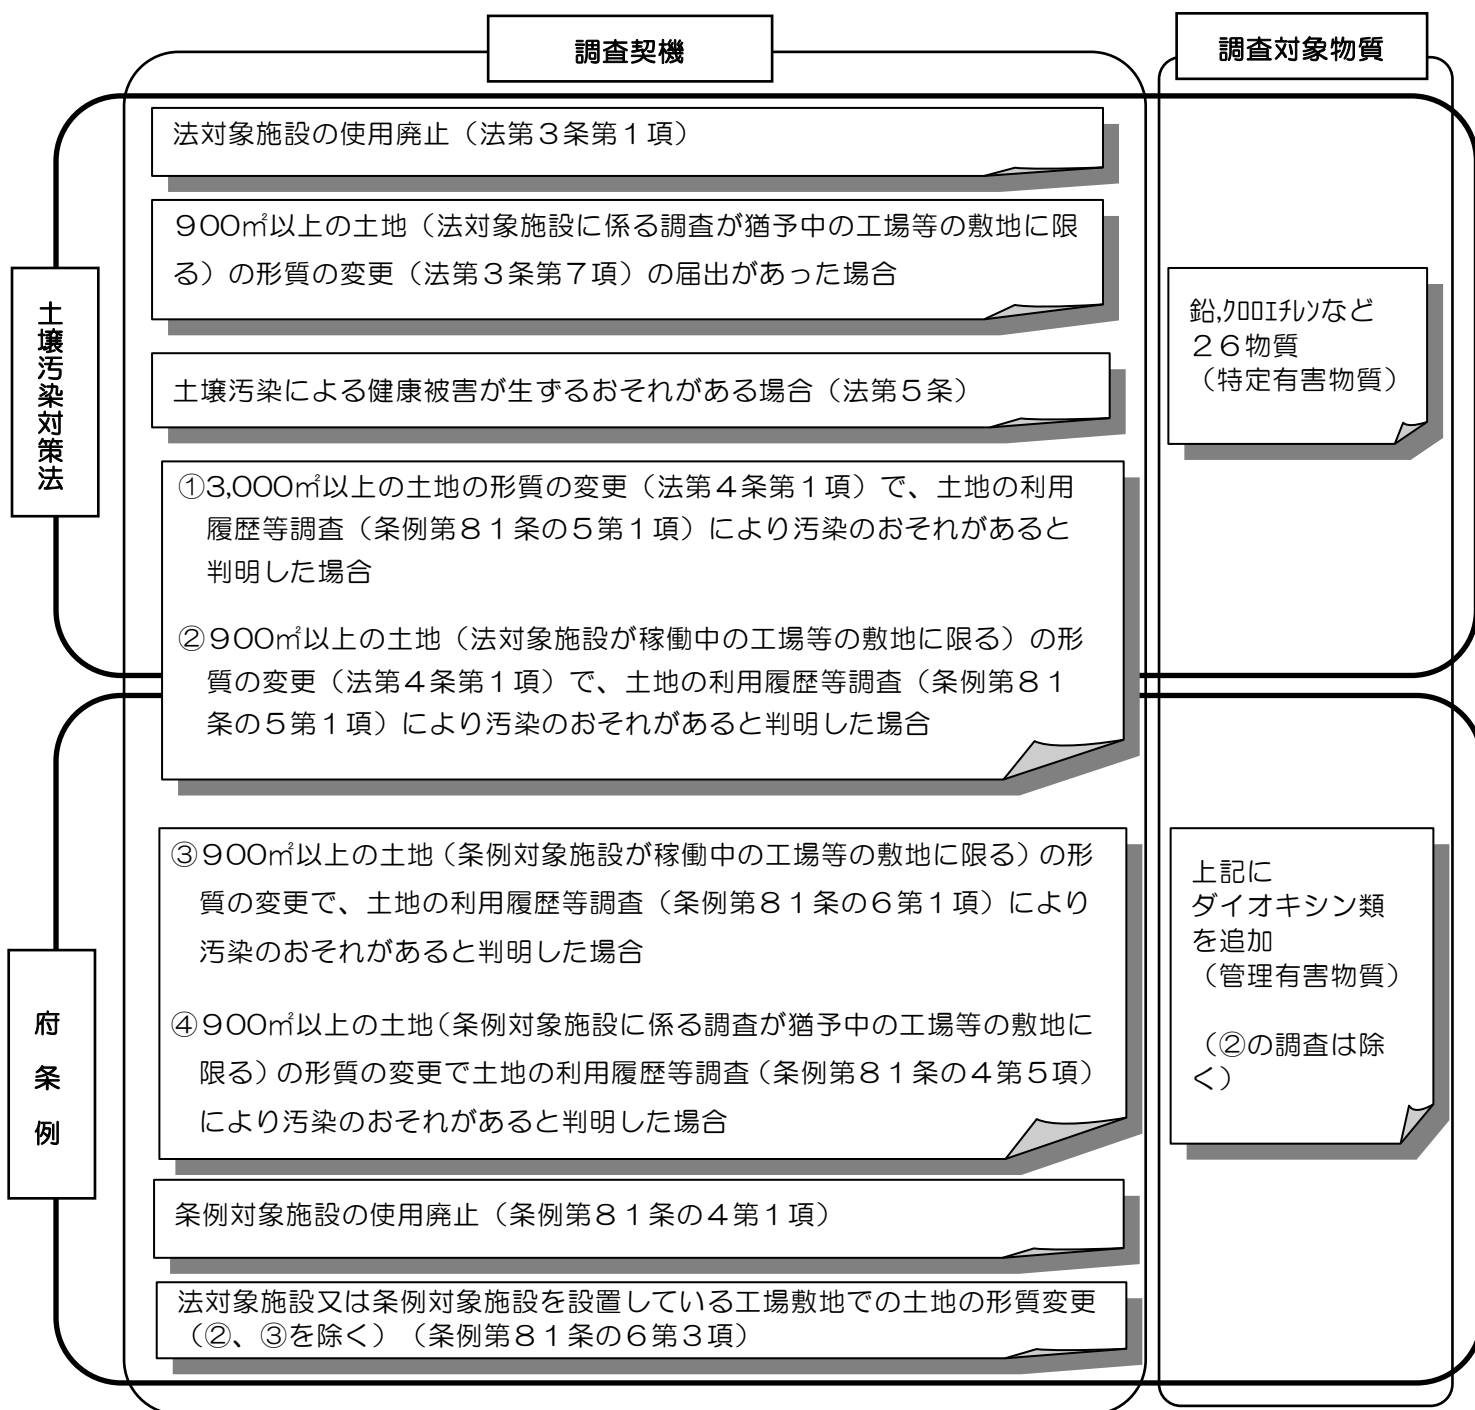 調査契機
調査対象物質
土壌汚染対策法
法対象施設の使用廃止（法第３条第１項）
９００㎡以上の土地（法対象施設に係る調査が猶予中の工場等の敷地に限
る）の形質の変更（法第３条第７項）の届出があった場合
土壌汚染による健康被害が生ずるおそれがある場合（法第５条）
①3,000㎡以上の土地の形質の変更（法第４条第１項）で、土地の利用
履歴等調査（条例第８１条の５第１項）により汚染のおそれがあると
判明した場合
②９００㎡以上の土地（法対象施設が稼働中の工場等の敷地に限る）の形
質の変更（法第４条第１項）で、土地の利用履歴等調査（条例第８１
条の５第１項）により汚染のおそれがあると判明した場合
鉛,ｸﾛﾛｴﾁﾚﾝなど
２６物質
（特定有害物質）
府条例
③９００㎡以上の土地（条例対象施設が稼働中の工場等の敷地に限る）の形
質の変更で、土地の利用履歴等調査（条例第８１条の６第１項）により
汚染のおそれがあると判明した場合
④９００㎡以上の土地（条例対象施設に係る調査が猶予中の工場等の敷地に
限る）の形質の変更で土地の利用履歴等調査（条例第８１条の４第５項）
により汚染のおそれがあると判明した場合
条例対象施設の使用廃止（条例第８１条の４第１項）
法対象施設又は条例対象施設を設置している工場敷地での土地の形質変更
（②、③を除く）（条例第８１条の６第３項）
上記に
ダイオキシン類
を追加
（管理有害物質）
（②の調査は除
く）